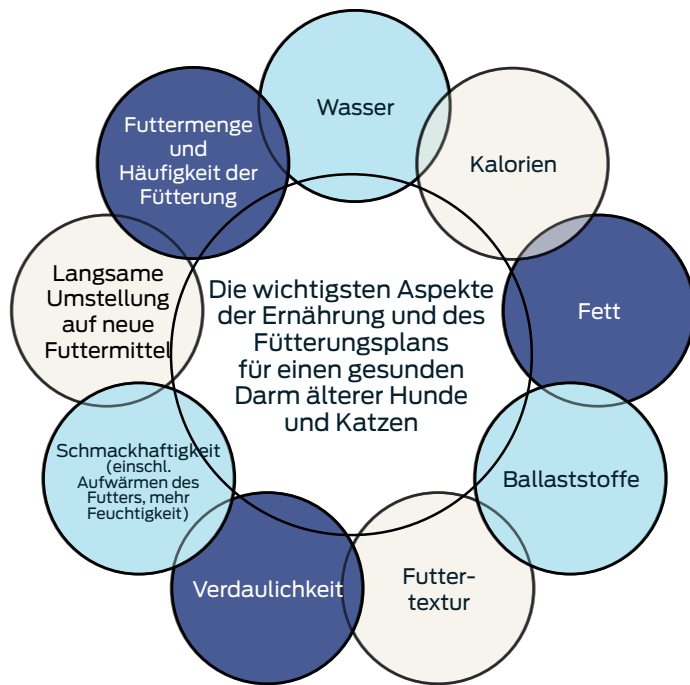 Wasser
Kalorien
Fett
Ballaststoffe
Futter-
textur
Verdaulichkeit
Schmackhaftigkeit
(einschl.
Aufwärmen des
Futters, mehr
Feuchtigkeit)
Langsame
Umstellung
auf neue
Futtermittel
Futtermenge
und
Häufigkeit der
Fütterung
Die wichtigsten Aspekte
der Ernährung und des
Fütterungsplans
für einen gesunden
Darm älterer Hunde
und Katzen